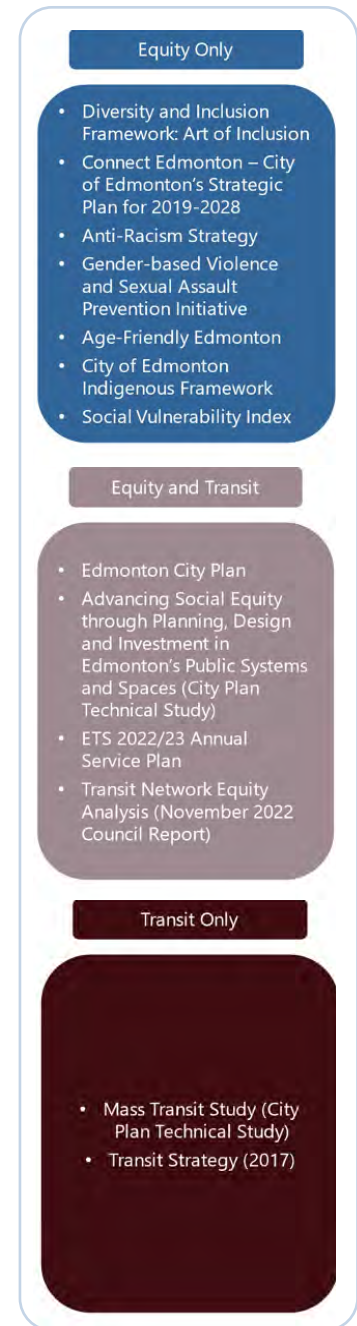 Equity Only
• Diversity and Inclusion
Framework: Art of Inclusion
• Connect Edmonton – City
of Edmonton's Strategic
Plan for 2019-2028
• Anti-Racism Strategy
• Gender-based Violence
and Sexual Assault
Prevention Initiative
• Age-Friendly Edmonton
• City of Edmonton
Indigenous Framework
• Social Vulnerability Index
Equity and Transit
• Edmonton City Plan
• Advancing Social Equity
through Planning, Design
and Investment in
Edmonton's Public Systems
and Spaces (City Plan
Technical Study)
• ETS 2022/23 Annual
Service Plan
• Transit Network Equity
Analysis (November 2022
Council Report)
Transit Only
• Mass Transit Study (City
Plan Technical Study)
• Transit Strategy (2017)